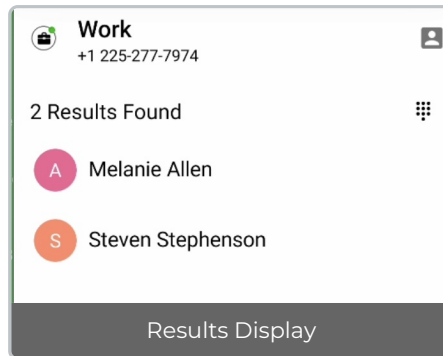 Work
+1 225-277-7974
2 Results Found
A
Melanie Allen
S
Steven Stephenson
Results Display